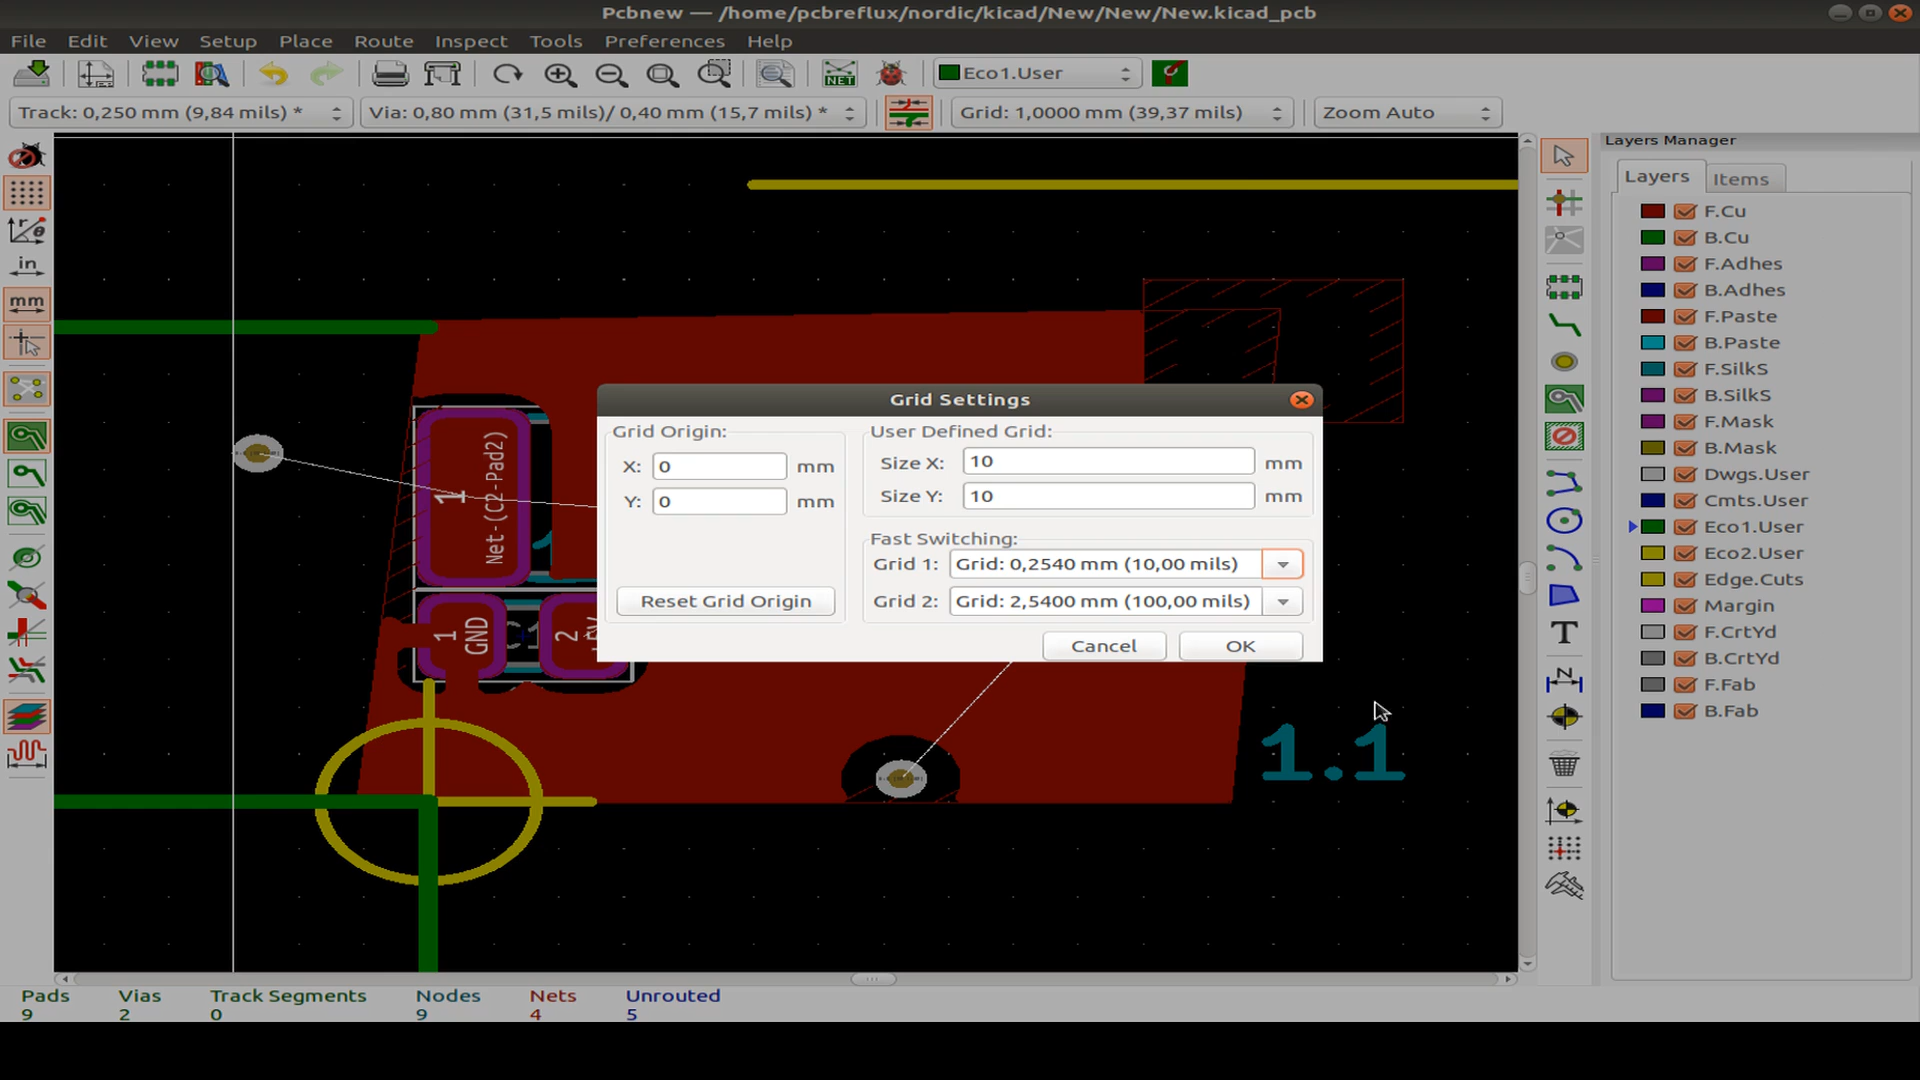 Pcbnew — /home/pcbreflux/nordic/kicad/New/New/New.kicad_pcb
File Edit View Setup Place Route Inspect Tools Preferences Help
NET Eco1.User
Track: 0,250 mm (9,84 mils) * Via: 0,80 mm (31,5 mils)/ 0,40 mm (15,7 mils) * Grid: 1,0000 mm (39,37 mils) Zoom Auto
Layers Manager
Layers Items
in
mm
F.Cu
B.Cu
F.Adhes
B.Adhes
F.Paste
B.Paste
F.SilkS
B.SilkS
F.Mask
B.Mask
Dwgs.User
Cmts.User
Eco1.User
Eco2.User
Edge.Cuts
Margin
F.CrtYd
B.CrtYd
F.Fab
B.Fab
Grid Settings
Grid Origin:
X: 0 mm
Y: 0 mm
Reset Grid Origin
User Defined Grid:
Size X: 10 mm
Size Y: 10 mm
Fast Switching:
Grid 1: Grid: 0,2540 mm (10,00 mils)
Grid 2: Grid: 2,5400 mm (100,00 mils)
Cancel OK
1
Net-(C2-Pad2)
1
GND
2
1.1
T
N
Pads Vias Track Segments Nodes Nets Unrouted
9 2 0 9 4 5